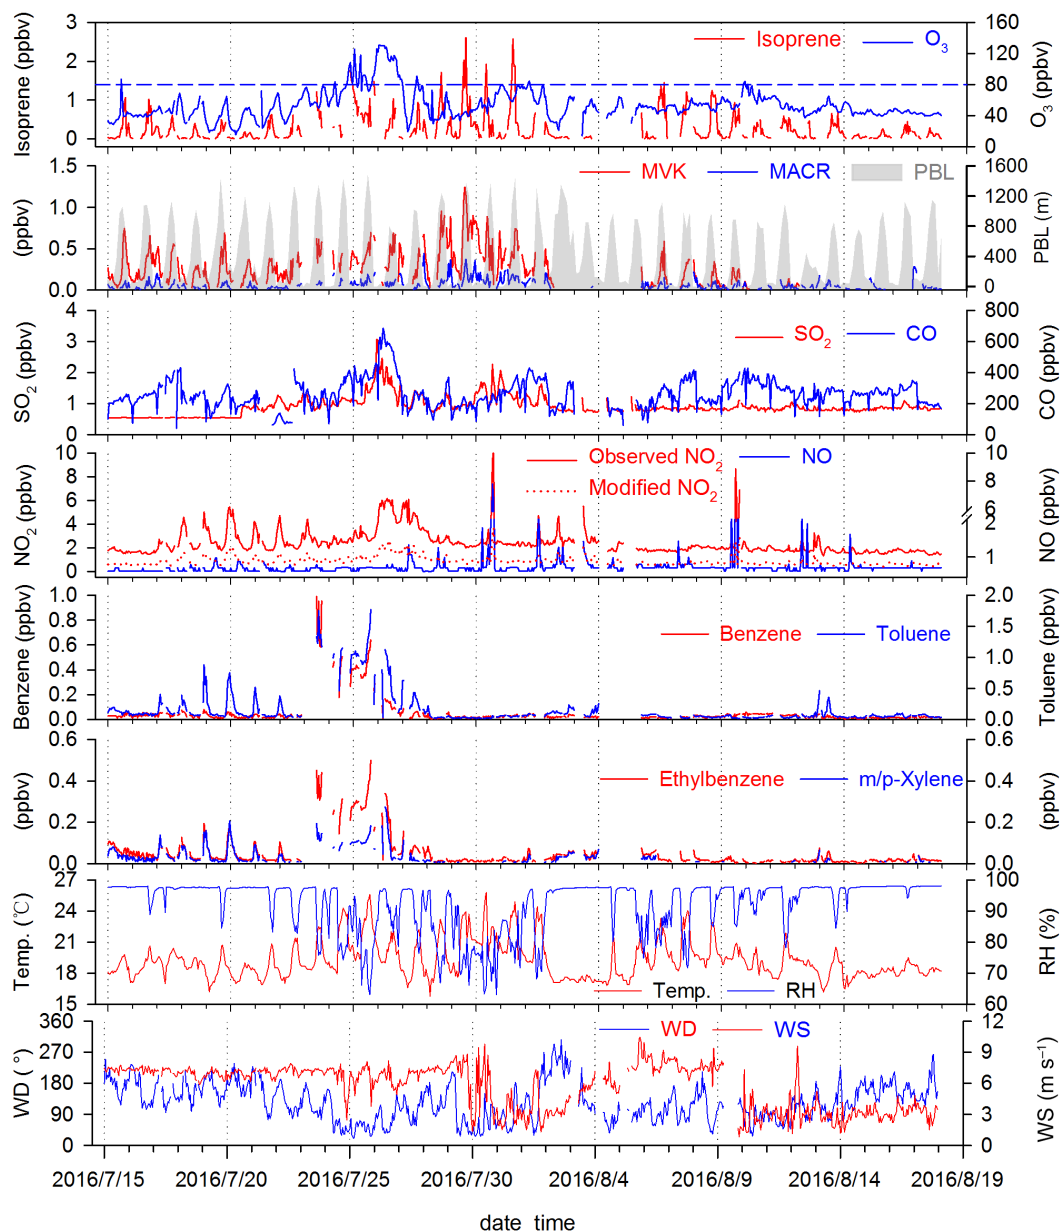 3 160
Isoprene O3
2 120
80
1
40
0 0
Isoprene (ppbv)
O3 (ppbv)
1.5 1600
MVK MACR PBL
1200
1.0
800
0.5
400
0.0 0
(ppbv)
PBL (m)
4 800
SO2 CO
3 600
2 400
1 200
0 0
SO2 (ppbv)
CO (ppbv)
10 10
Observed NO2 NO
8
Modified NO2
6 6
4 2
2 1
0
NO2 (ppbv)
NO (ppbv)
1.0 2.0
0.8
1.5
Benzene Toluene
0.6
1.0
0.4
0.5
0.2
0.0 0.0
Benzene (ppbv)
Toluene (ppbv)
0.6 0.6
Ethylbenzene m/p-Xylene
0.4 0.4
0.2 0.2
0.0 0.0
(ppbv)
(ppbv)
27 100
24 90
21 80
18 70
Temp. RH
15 60
Temp. (℃)
RH (%)
360 12
WD WS
270 9
180 6
90 3
0 0
WD ( °)
WS (m s−1)
2016/7/15 2016/7/20 2016/7/25 2016/7/30 2016/8/4 2016/8/9 2016/8/14 2016/8/19
date time